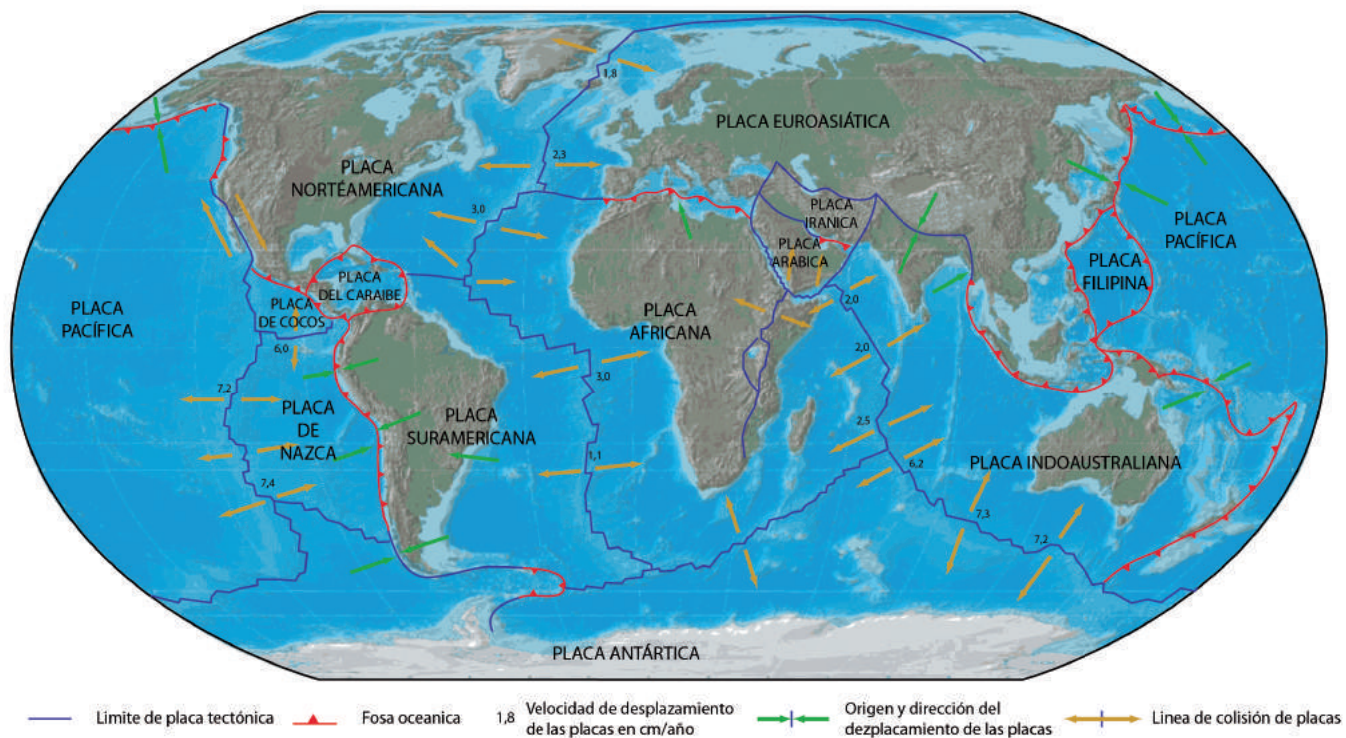 1,8
PLACA EUROASIÁTICA
2,3
PLACA
NORTÉAMERICANA
3,0
PLACA
IRANICA
PLACA
ARABICA
PLACA
PACÍFICA
PLACA
FILIPINA
PLACA
DEL CARAIBE
PLACA
DE COCOS
PLACA
PACÍFICA
PLACA
AFRICANA
2,0
6,0
2,0
3,0
7,2
PLACA
DE
NAZCA
PLACA
SURAMERICANA
2,5
1,1
6,2
PLACA INDOAUSTRALIANA
7,4
7,3
7,2
PLACA ANTÁRTICA
Limite de placa tectónica
Fosa oceanica
1,8
Velocidad de desplazamiento
de las placas en cm/año
Origen y dirección del
dezplacamiento de las placas
Linea de colisión de placas